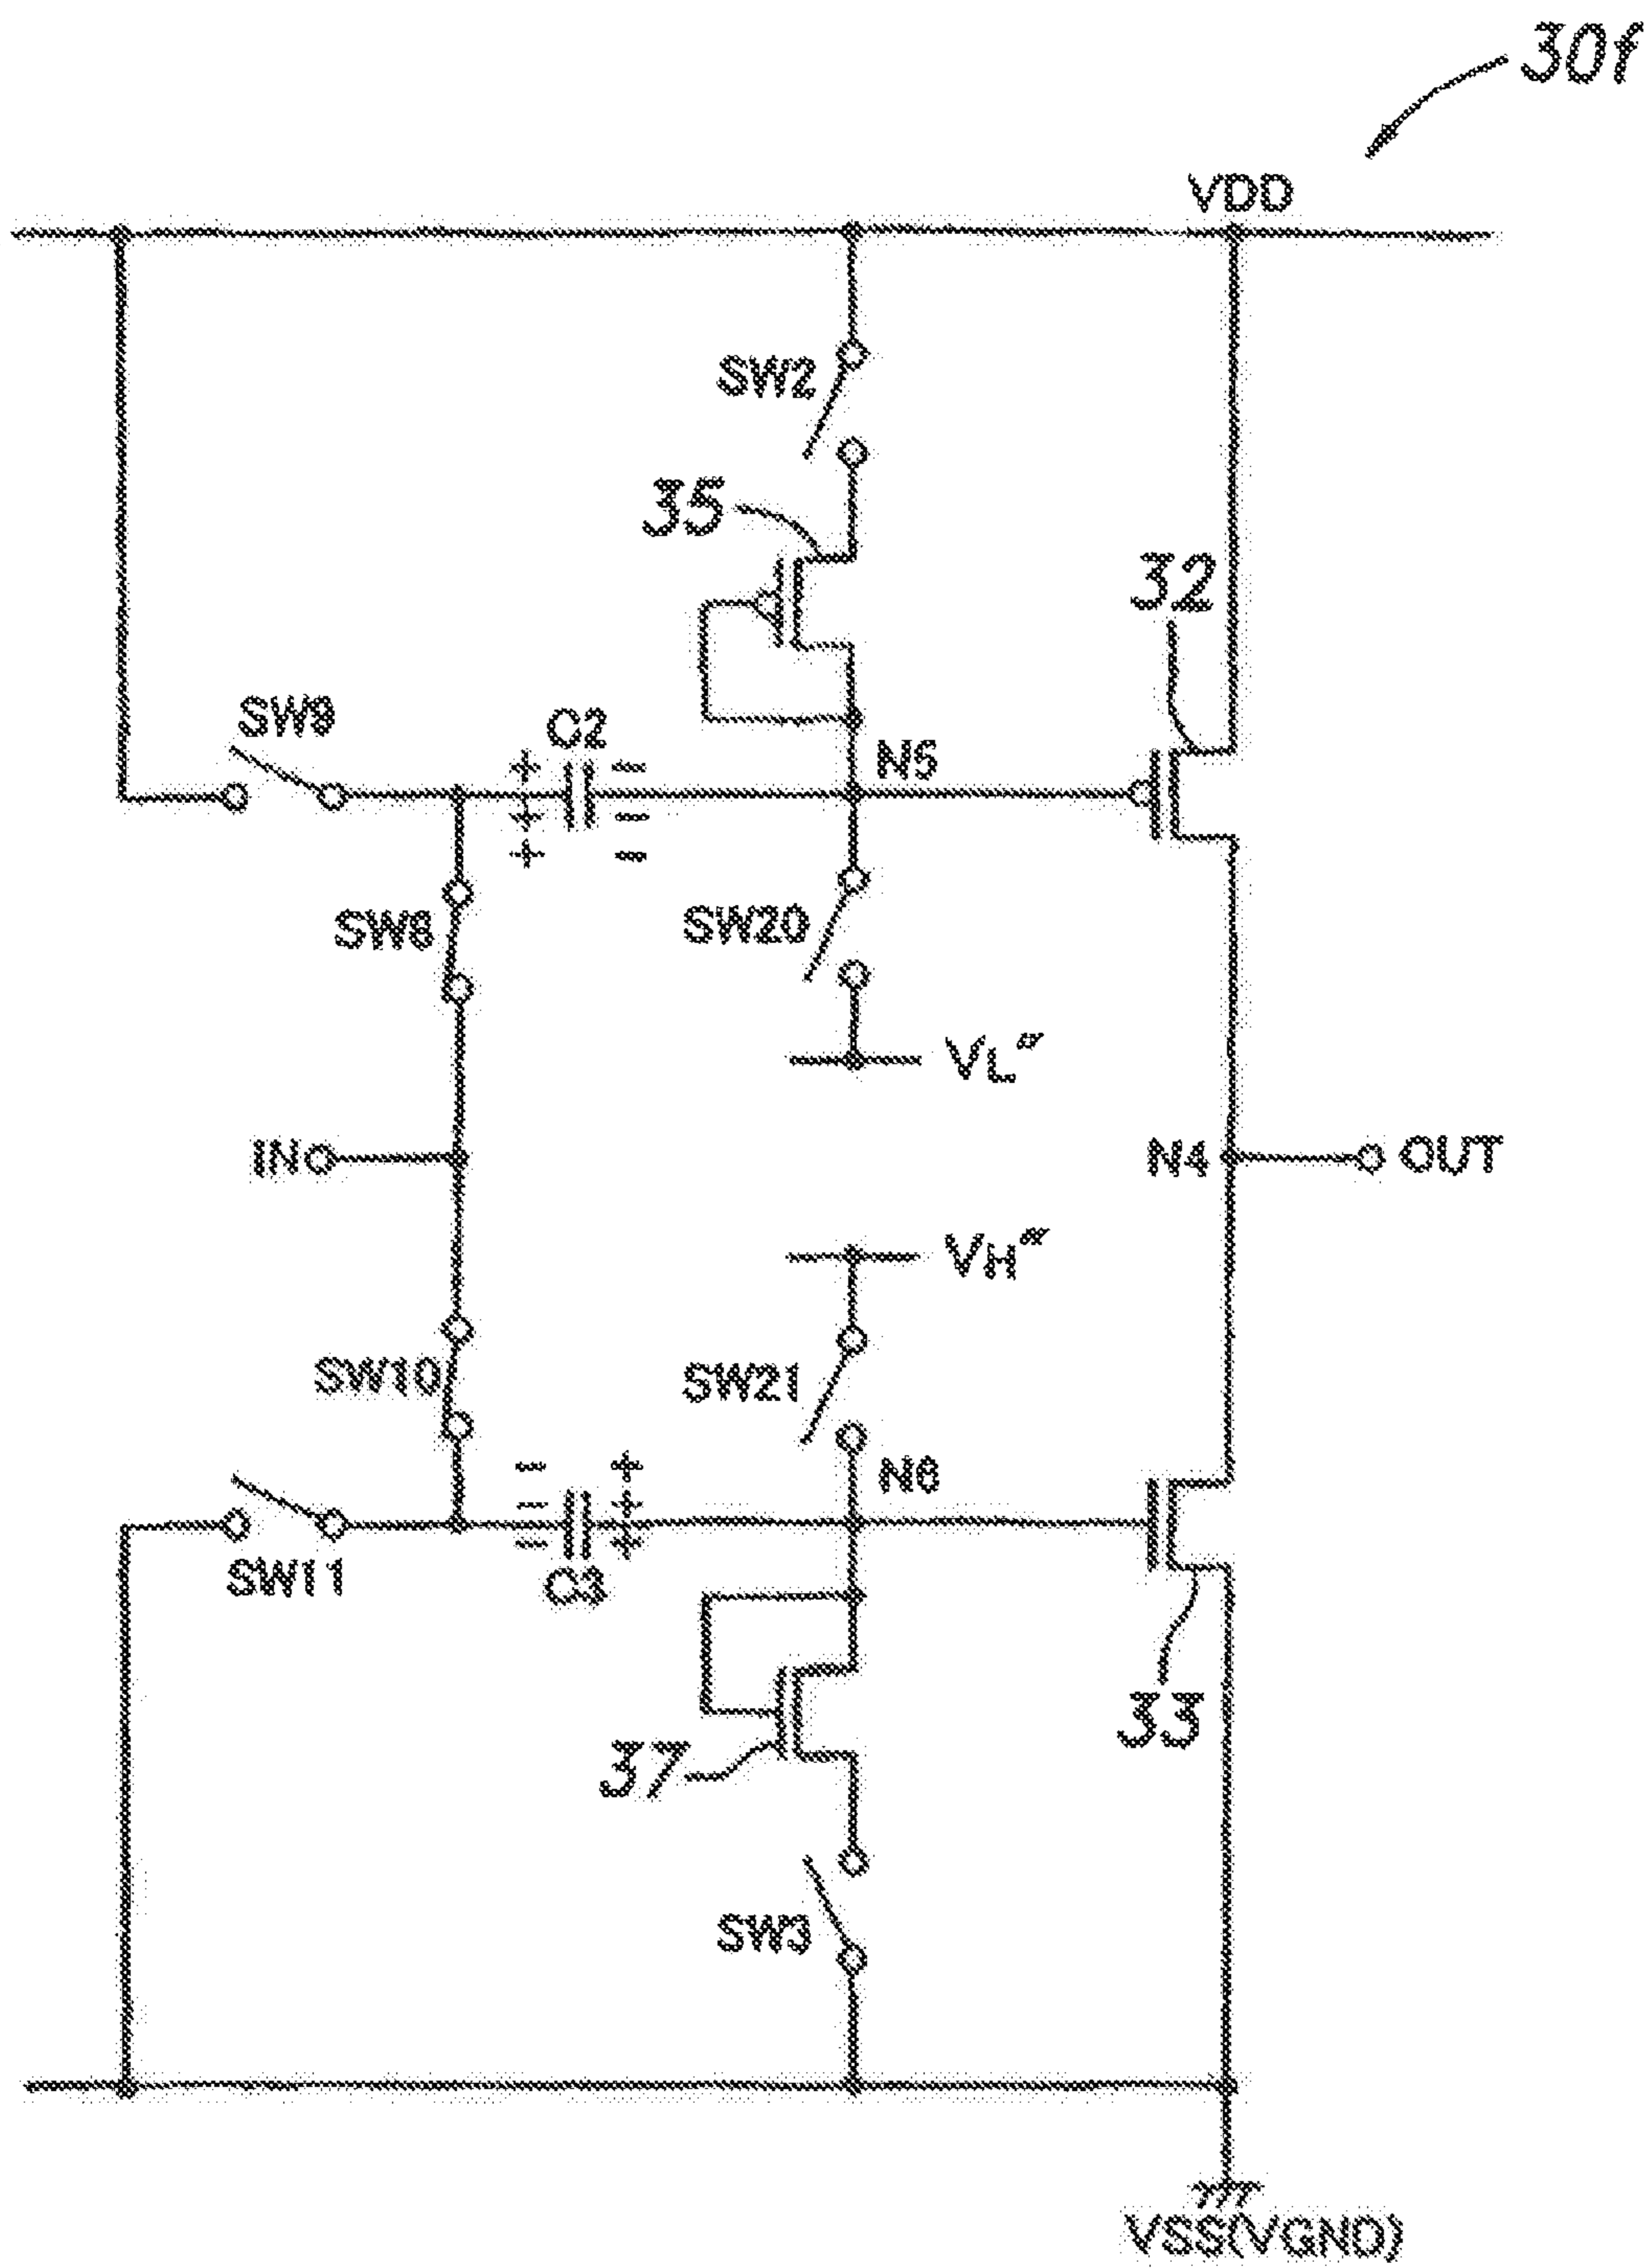 30f
VDD
SW2
35
32
SW9
C2
+ -
N5
+ -
+ -
SW8
SW20
VL"
IN
N4
OUT
VH"
SW10
SW21
- +
N6
- +
- +
SW11
C3
37
33
SW3
VSS(VGND)